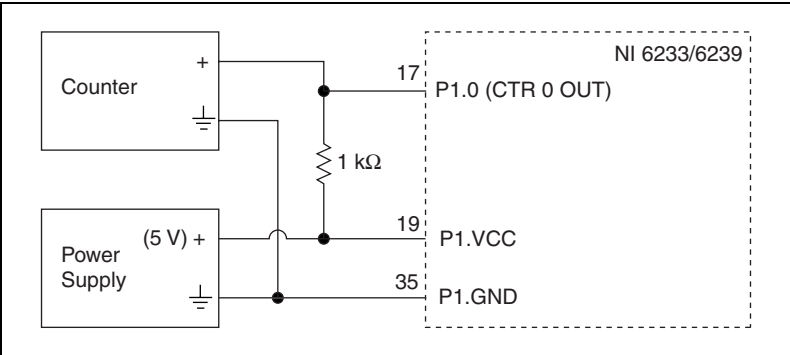 NI 6233/6239
Counter
+
17
P1.0 (CTR 0 OUT)
1 kΩ
Power
Supply
(5 V) +
19
P1.VCC
35
P1.GND